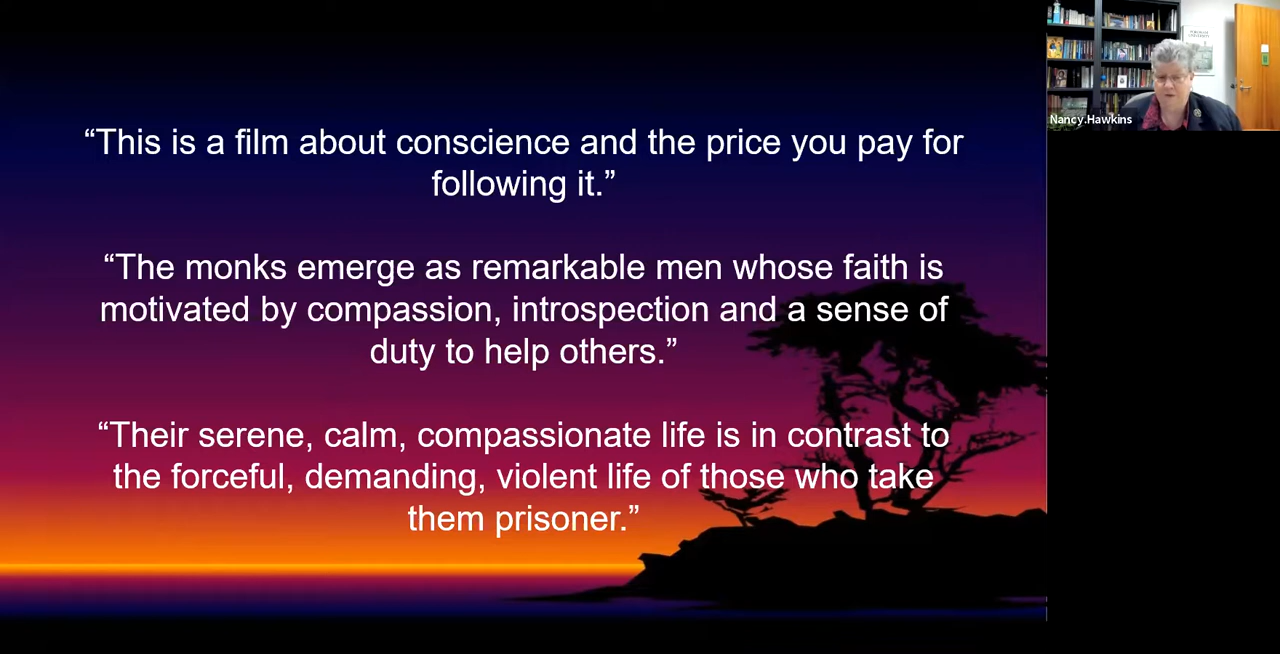 “This is a film about conscience and the price you pay for
following it.”
“The monks emerge as remarkable men whose faith is
motivated by compassion, introspection and a sense of
duty to help others.”
“Their serene, calm, compassionate life is in contrast to
the forceful, demanding, violent life of those who take
them prisoner.”
Nancy.Hawkins